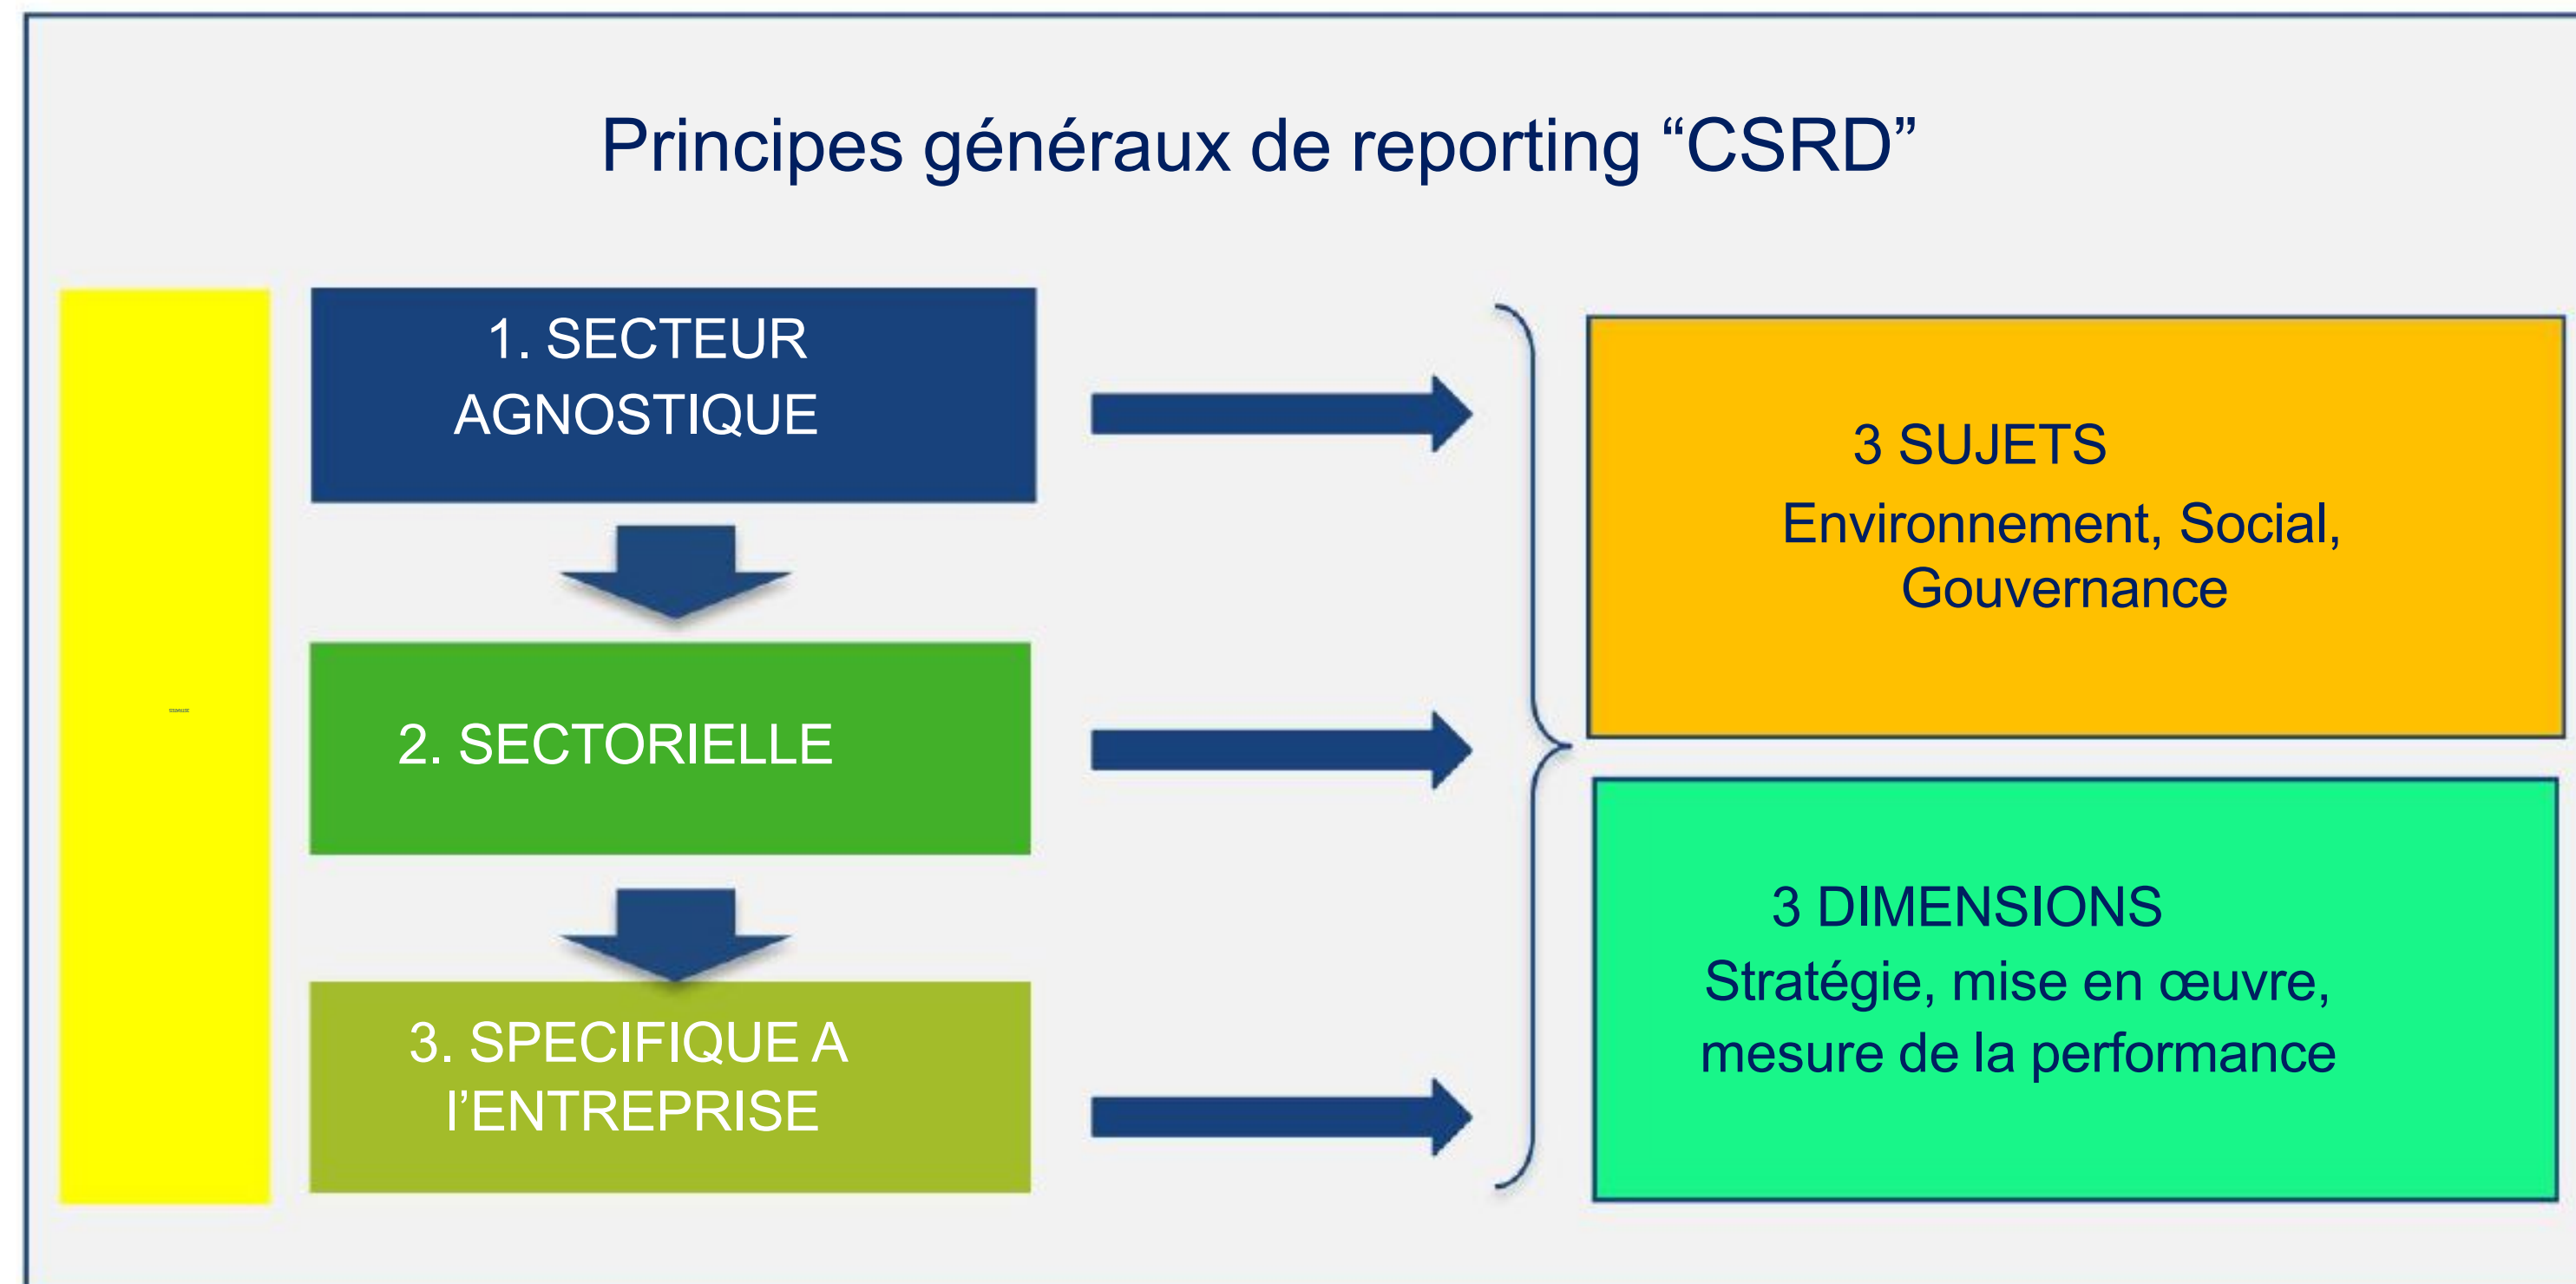 Principes généraux de reporting “CSRD”
1. SECTEUR
AGNOSTIQUE
2. SECTORIELLE
3. SPECIFIQUE A
l’ENTREPRISE
3 SUJETS
Environnement, Social,
Gouvernance
3 DIMENSIONS
Stratégie, mise en œuvre,
mesure de la performance